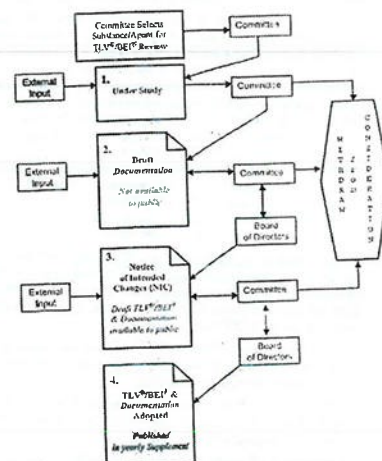 Committee Selects
Substance/Agent for
TLV®/BEI® Review
Committee
External
Input
1.
Under Study
Committee
2.
Draft
Documentation
Not available
to public
External
Input
Committee
Board
of Directors
3.
Notice
of Intended
Changes (NIC)
Draft TLV®/BEI®
& Documentation
available to public
External
Input
Committee
Board
of Directors
4.
TLV®/BEI® &
Documentation
Adopted
Published
in yearly Supplement
CONSIDERATION